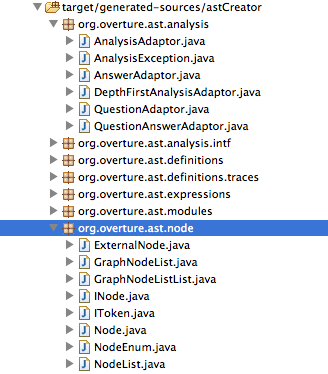 target/generated-sources/astCreator
org.overture.ast.analysis
AnalysisAdaptor.java
AnalysisException.java
AnswerAdaptor.java
DepthFirstAnalysisAdaptor.java
QuestionAdaptor.java
QuestionAnswerAdaptor.java
org.overture.ast.analysis.intf
org.overture.ast.definitions
org.overture.ast.definitions.traces
org.overture.ast.expressions
org.overture.ast.modules
org.overture.ast.node
ExternalNode.java
GraphNodeList.java
GraphNodeListList.java
INode.java
IToken.java
Node.java
NodeEnum.java
NodeList.java